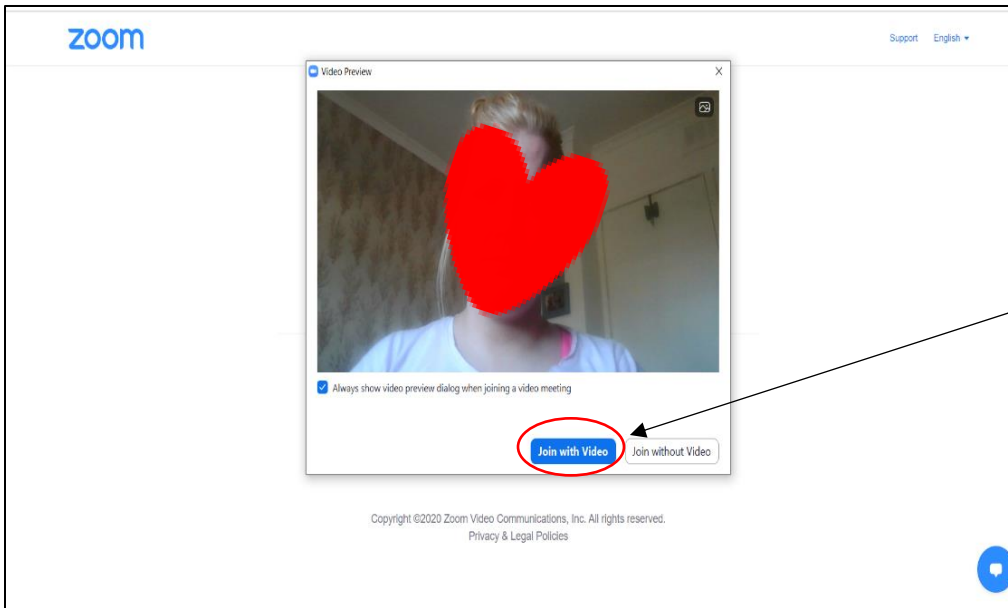 zoom
Support English
Video Preview
Always show video preview dialog when joining a video meeting
Join with Video Join without Video
Copyright ©2020 Zoom Video Communications, Inc. All rights reserved.
Privacy & Legal Policies